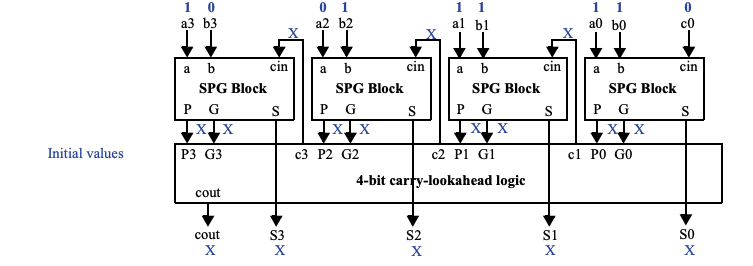 1 0 0 1 1 1 1 1 0
a3 b3 a2 b2 a1 b1 a0 b0 c0
X X X
a b cin a b cin a b cin a b cin
SPG Block SPG Block SPG Block SPG Block
P G S P G S P G S P G S
X X X X X X X X
Initial values P3 G3 c3 P2 G2 c2 P1 G1 c1 P0 G0
4-bit carry-lookahead logic
cout
cout S3 S2 S1 S0
X X X X X